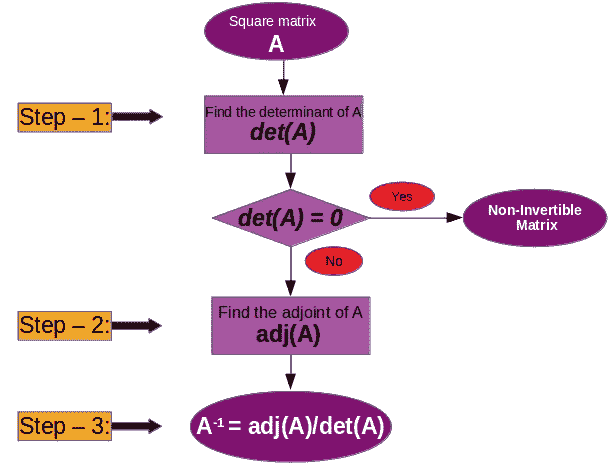 Square matrix
A
Step – 1:
Find the determinant of A
det(A)
det(A) = 0
Yes
Non-Invertible
Matrix
No
Step – 2:
Find the adjoint of A
adj(A)
Step – 3:
A⁻¹ = adj(A)/det(A)